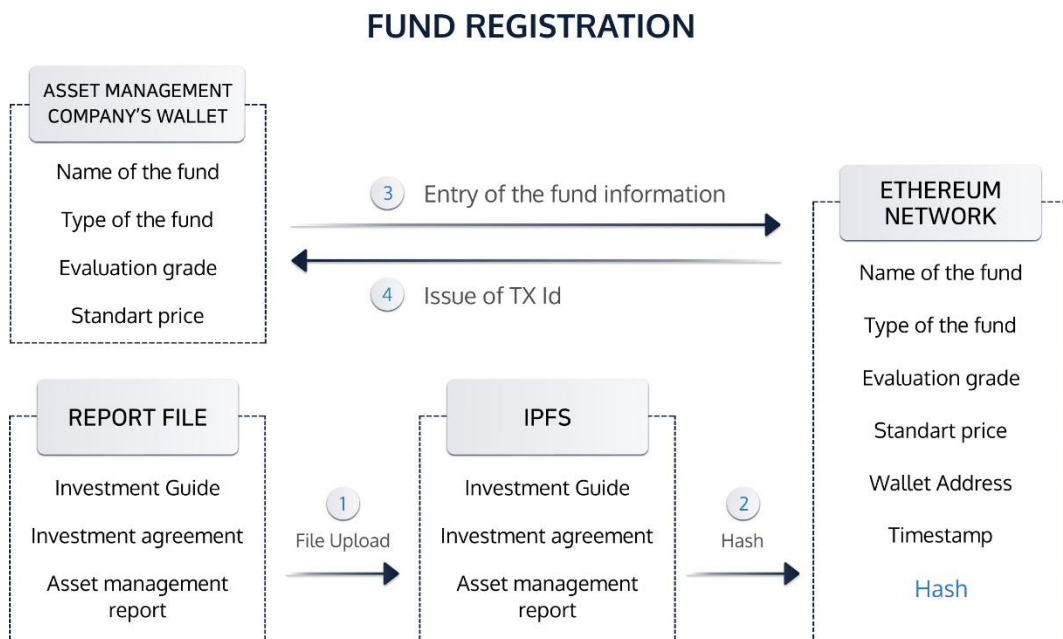 FUND REGISTRATION
ASSET MANAGEMENT
COMPANY'S WALLET
Name of the fund
Type of the fund
Evaluation grade
Standart price
3 Entry of the fund information
4 Issue of TX Id
ETHEREUM
NETWORK
Name of the fund
Type of the fund
Evaluation grade
Standart price
Wallet Address
Timestamp
Hash
REPORT FILE
Investment Guide
Investment agreement
Asset management
report
1
File Upload
IPFS
Investment Guide
Investment agreement
Asset management
report
2
Hash